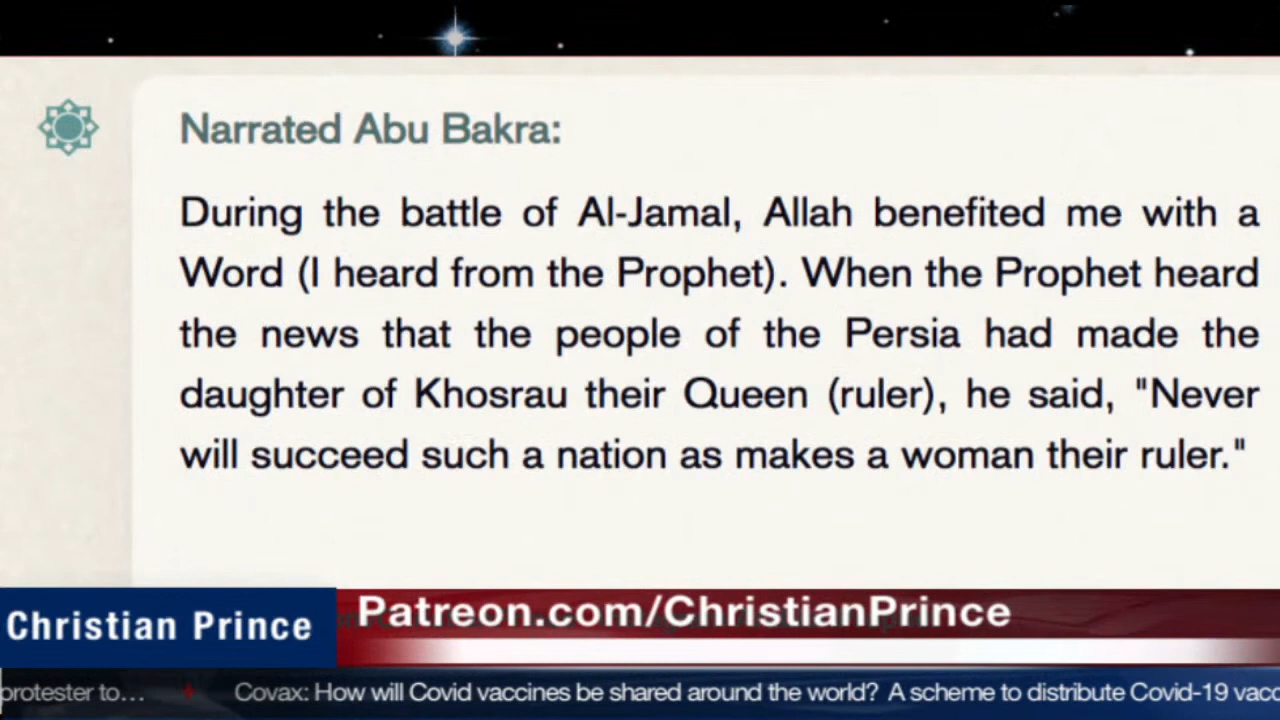 Narrated Abu Bakra:
During the battle of Al-Jamal, Allah benefited me with a
Word (I heard from the Prophet). When the Prophet heard
the news that the people of the Persia had made the
daughter of Khosrau their Queen (ruler), he said, "Never
will succeed such a nation as makes a woman their ruler."
Christian Prince
Patreon.com/ChristianPrince
protester to… Covax: How will Covid vaccines be shared around the world? A scheme to distribute Covid-19 vacc